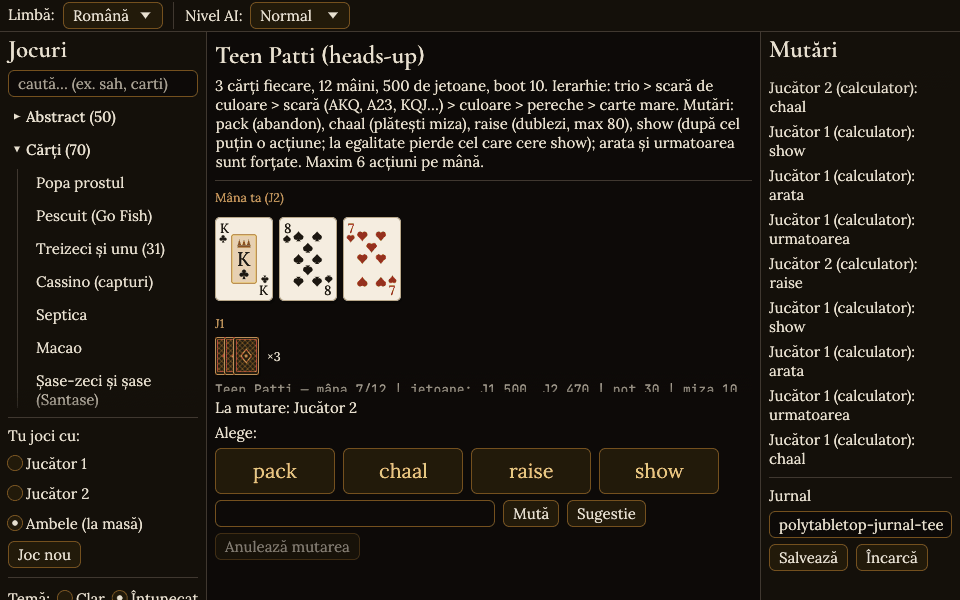 Limbă:
Română
Nivel AI:
Normal
Jocuri
caută... (ex. sah, carti)
Abstract (50)
Cărți (70)
Popa prostul
Pescuit (Go Fish)
Treizeci și unu (31)
Cassino (capturi)
Septica
Macao
Șase-zeci și șase
(Santase)
Tu joci cu:
Jucător 1
Jucător 2
Ambele (la masă)
Joc nou
Temă:
Clar
Întunecat
Teen Patti (heads-up)
3 cărți fiecare, 12 mâini, 500 de jetoane, boot 10. Ierarhie: trio > scară de
culoare > scară (AKQ, A23, KQJ...) > culoare > pereche > carte mare. Mutări:
pack (abandon), chaal (plătești miza), raise (dublezi, max 80), show (după cel
puțin o acțiune; la egalitate pierde cel care cere show); arata și urmatoarea
sunt forțate. Maxim 6 acțiuni pe mână.
Mâna ta (J2)
K
K
K
8
8
7
7
J1
×3
Teen Patti — mâna 7/12 | jetoane: J1 500, J2 470 | pot 30 | miza 10
La mutare: Jucător 2
Alege:
pack
chaal
raise
show
Mută
Sugestie
Anulează mutarea
Mutări
Jucător 2 (calculator):
chaal
Jucător 1 (calculator):
show
Jucător 1 (calculator):
arata
Jucător 1 (calculator):
urmatoarea
Jucător 2 (calculator):
raise
Jucător 1 (calculator):
show
Jucător 1 (calculator):
arata
Jucător 1 (calculator):
urmatoarea
Jucător 1 (calculator):
chaal
Jurnal
polytabletop-jurnal-tee
Salvează
Încarcă